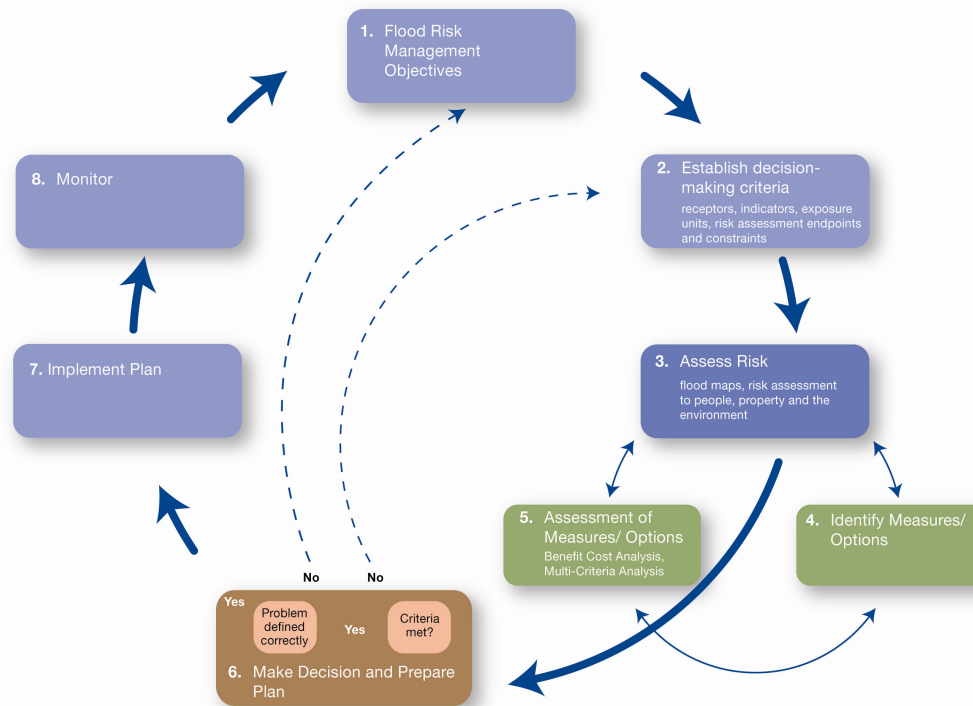 1. Flood Risk
Management
Objectives
2. Establish decision-
making criteria
receptors, indicators, exposure
units, risk assessment endpoints
and constraints
3. Assess Risk
flood maps, risk assessment
to people, property and the
environment
4. Identify Measures/
Options
5. Assessment of
Measures/ Options
Benefit Cost Analysis,
Multi-Criteria Analysis
No
No
Yes
Problem
defined
correctly
Yes
Criteria
met?
6. Make Decision and Prepare
Plan
7. Implement Plan
8. Monitor